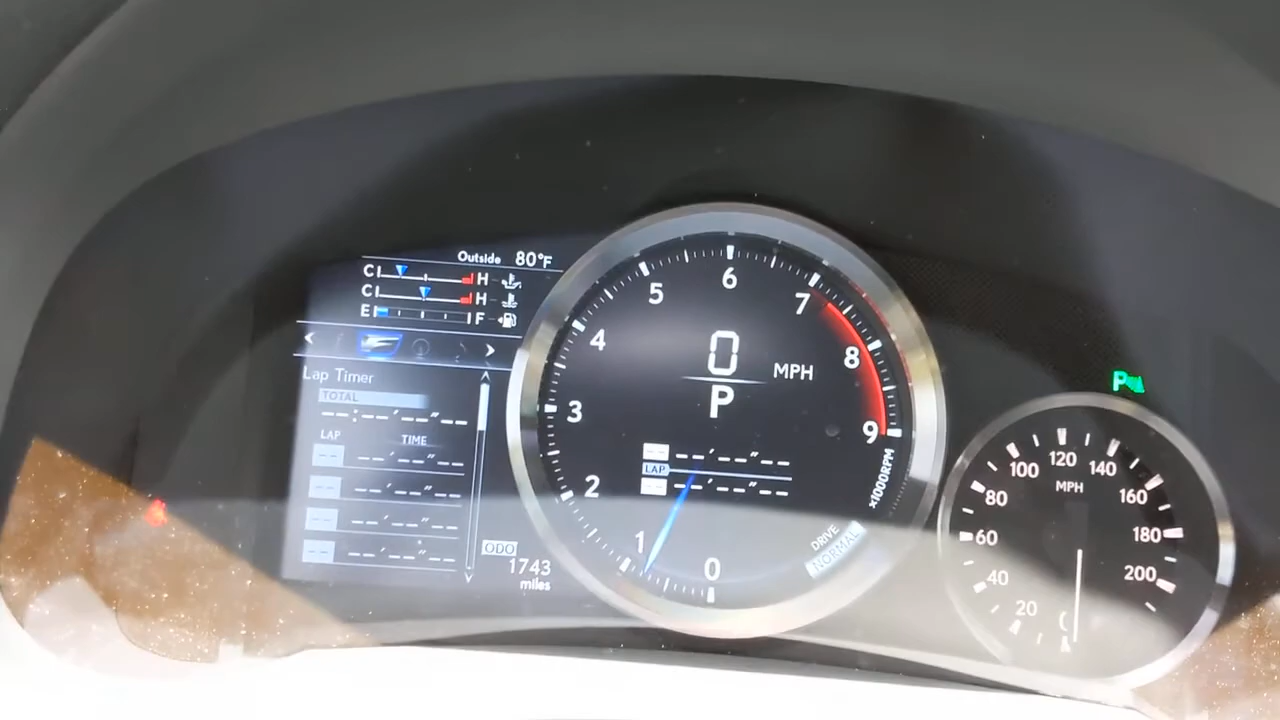 Outside 80°F
C H
C H
E F
< >
Lap Timer
TOTAL
--:--'--"--
LAP TIME
-- --'--"--
-- --'--"--
-- --'--"--
-- --'--"--
ODO
1743
miles
0
1
2
3
4
5
6
7
8
9
x1000RPM
0 MPH
P
-- --'--"--
LAP
-- --'--"--
DRIVE
NORMAL
P
0
20
40
60
80
100
120
140
160
180
200
MPH